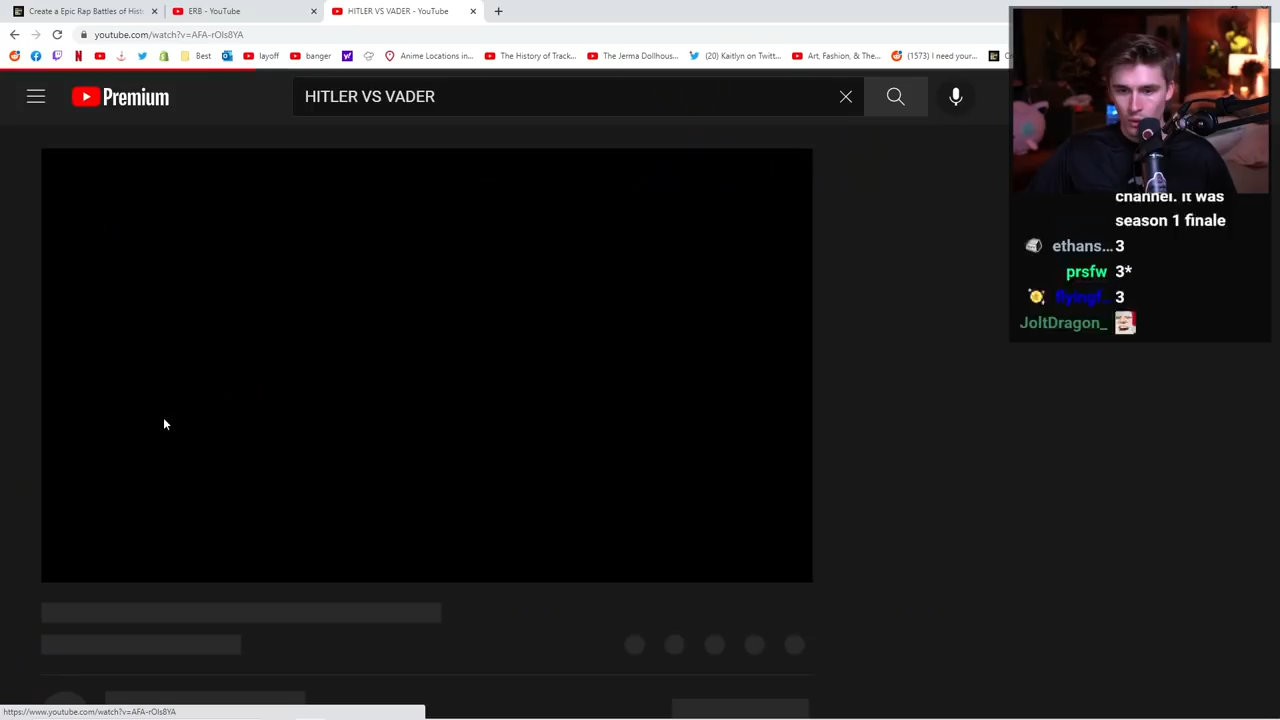 Create a Epic Rap Battles of Hist
ERB - YouTube
HITLER VS VADER - YouTube
youtube.com/watch?v=AFA-rOls8YA
Best
layoff
banger
Anime Locations in...
The History of Track...
The Jerma Dollhous...
(20) Kaitlyn on Twitt...
Art, Fashion, & The...
(1573) I need your...
Premium
HITLER VS VADER
channel. It was
season 1 finale
ethans... 3
prsfw 3*
flyingf... 3
JoltDragon_
https://www.youtube.com/watch?v=AFA-rOls8YA